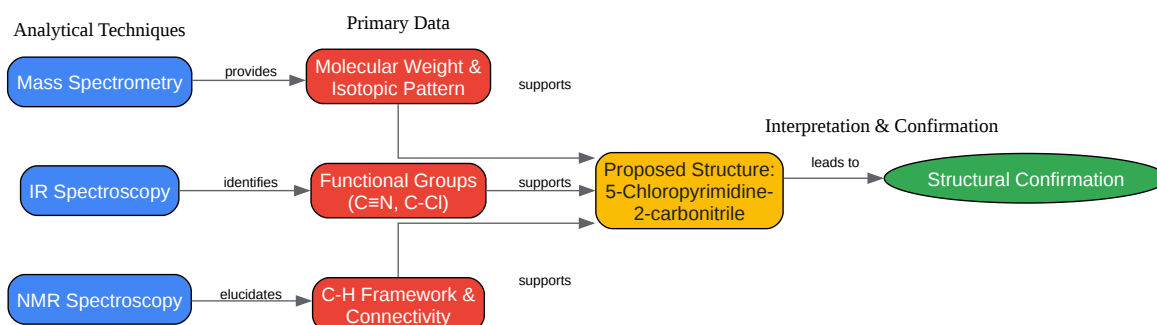 Analytical Techniques
Primary Data
Mass Spectrometry
provides
Molecular Weight &
Isotopic Pattern
supports
Interpretation & Confirmation
IR Spectroscopy
identifies
Functional Groups
(C≡N, C-Cl)
supports
Proposed Structure:
5-Chloropyrimidine-
2-carbonitrile
leads to
Structural Confirmation
NMR Spectroscopy
elucidates
C-H Framework &
Connectivity
supports